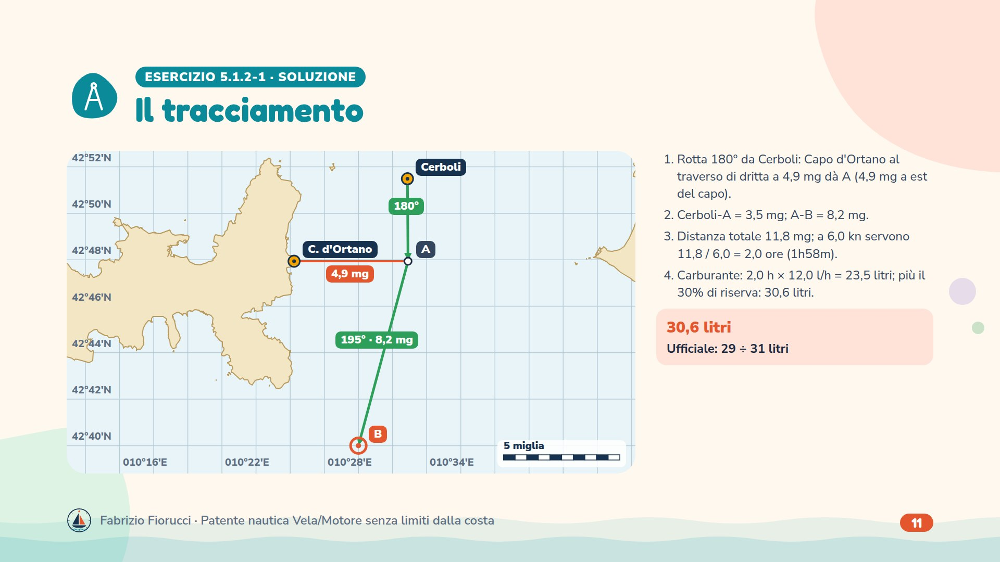 ESERCIZIO 5.1.2-1 · SOLUZIONE
Il tracciamento
42°52'N
42°50'N
42°48'N
42°46'N
42°44'N
42°42'N
42°40'N
010°16'E
010°22'E
010°28'E
010°34'E
Cerboli
180°
C. d'Ortano
A
4,9 mg
195° · 8,2 mg
B
5 miglia
1. Rotta 180° da Cerboli: Capo d'Ortano al
traverso di dritta a 4,9 mg dà A (4,9 mg a est
del capo).
2. Cerboli-A = 3,5 mg; A-B = 8,2 mg.
3. Distanza totale 11,8 mg; a 6,0 kn servono
11,8 / 6,0 = 2,0 ore (1h58m).
4. Carburante: 2,0 h × 12,0 l/h = 23,5 litri; più il
30% di riserva: 30,6 litri.
30,6 litri
Ufficiale: 29 ÷ 31 litri
Fabrizio Fiorucci · Patente nautica Vela/Motore senza limiti dalla costa
11